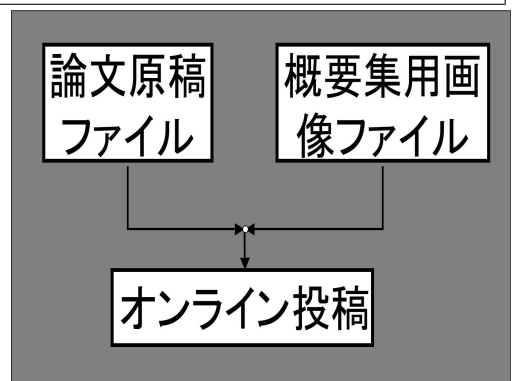 論文原稿
ファイル
概要集用画
像ファイル
オンライン投稿